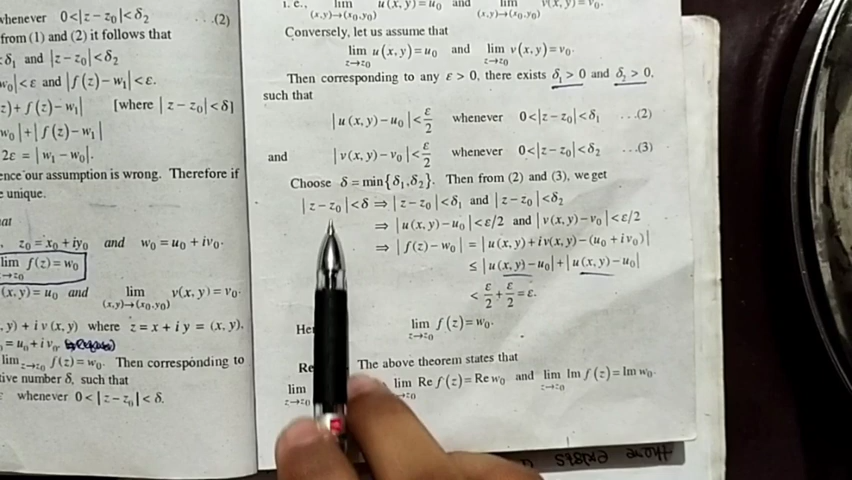 whenever 0<|z-z₀|<δ₂ ...(2)
from (1) and (2) it follows that
<δ₁ and |z-z₀|<δ₂
w₀|<ε and |f(z)-w₁|<ε.
z)+f(z)-w₁| [where |z-z₀|<δ]
w₀|+|f(z)-w₁|
2ε=|w₁-w₀|.
ence our assumption is wrong. Therefore if
e unique.
at
. z₀=x₀+iy₀ and w₀=u₀+iv₀.
lim f(z)=w₀
z→z₀
(x,y)=u₀ and lim v(x,y)=v₀.
(x,y)→(x₀,y₀)
,y)+iv(x,y) where z=x+iy=(x,y),
₀=u₀+iv₀
lim z→z₀ f(z)=w₀. Then corresponding to
tive number δ, such that
ε whenever 0<|z-z₀|<δ.
i.e., lim u(x,y)=u₀ and lim v(x,y)=v₀.
(x,y)→(x₀,y₀) (x,y)→(x₀,y₀)
Conversely, let us assume that
lim u(x,y)=u₀ and lim v(x,y)=v₀.
z→z₀ z→z₀
Then corresponding to any ε > 0, there exists δ₁ > 0 and δ₂ > 0,
such that
|u(x,y)-u₀|<ε/2 whenever 0<|z-z₀|<δ₁ ...(2)
and |v(x,y)-v₀|<ε/2 whenever 0<|z-z₀|<δ₂ ...(3)
Choose δ=min{δ₁,δ₂}. Then from (2) and (3), we get
|z-z₀|<δ ⇒ |z-z₀|<δ₁ and |z-z₀|<δ₂
⇒ |u(x,y)-u₀|<ε/2 and |v(x,y)-v₀|<ε/2
⇒ |f(z)-w₀| = |u(x,y)+iv(x,y)-(u₀+iv₀)|
≤ |u(x,y)-u₀|+|u(x,y)-u₀|
< ε/2+ε/2=ε.
He lim f(z)=w₀.
z→z₀
Re The above theorem states that
lim lim Re f(z)=Re w₀ and lim Im f(z)=Im w₀.
z→z₀ →z₀ z→z₀